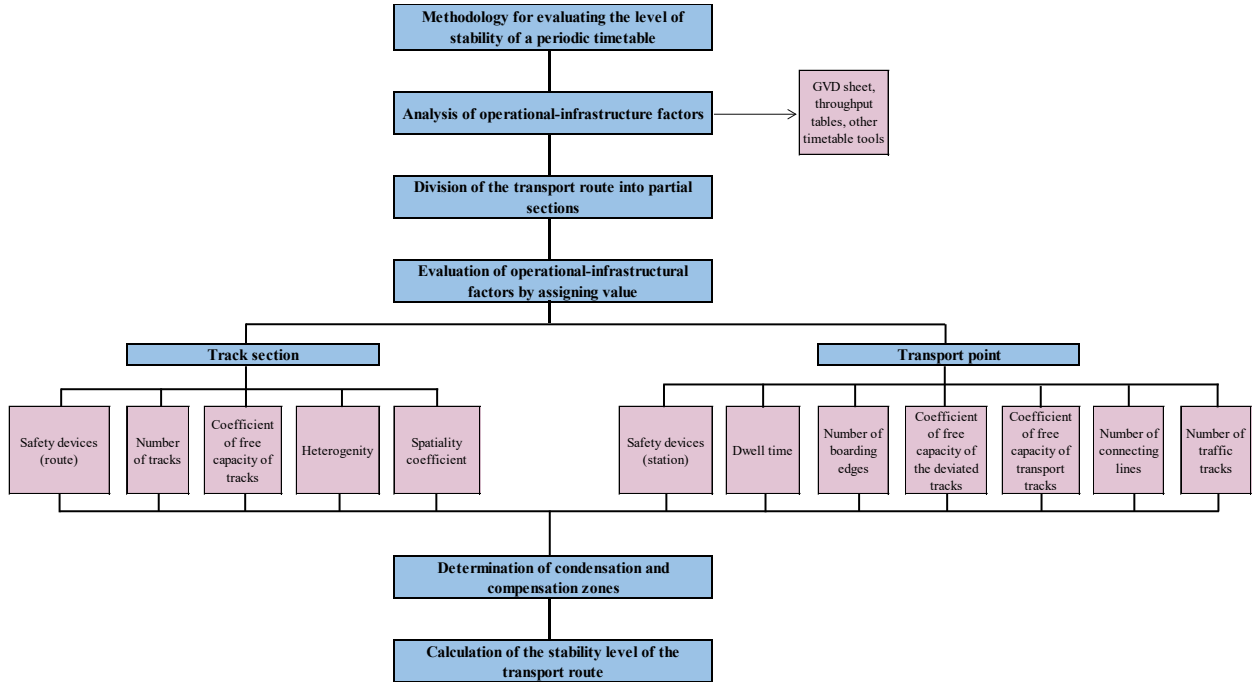 Methodology for evaluating the level of
stability of a periodic timetable
Analysis of operational-infrastructure factors
GVD sheet,
throughput
tables, other
timetable tools
Division of the transport route into partial
sections
Evaluation of operational-infrastructural
factors by assigning value
Track section
Transport point
Safety devices
(route)
Number
of tracks
Coefficient
of free
capacity of
tracks
Heterogenity
Spatiality
coefficient
Safety devices
(station)
Dwell time
Number of
boarding
edges
Coefficient
of free
capacity of
the deviated
tracks
Coefficient
of free
capacity of
transport
tracks
Number of
connecting
lines
Number of
traffic
tracks
Determination of condensation and
compensation zones
Calculation of the stability level of the
transport route